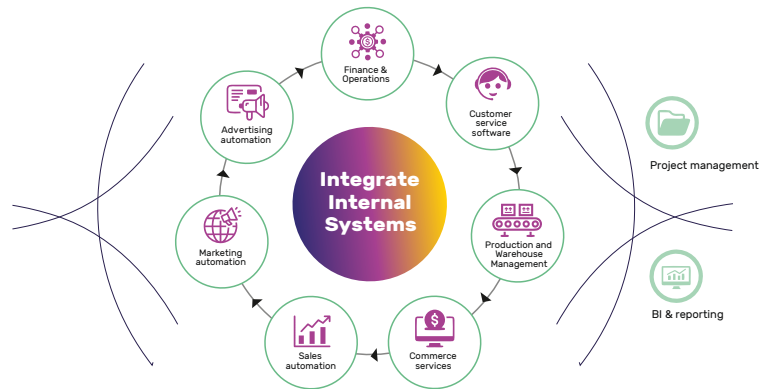 Finance &
Operations
Customer
service
software
Production and
Warehouse
Management
Commerce
services
Sales
automation
Marketing
automation
Advertising
automation
Integrate
Internal
Systems
Project management
BI & reporting